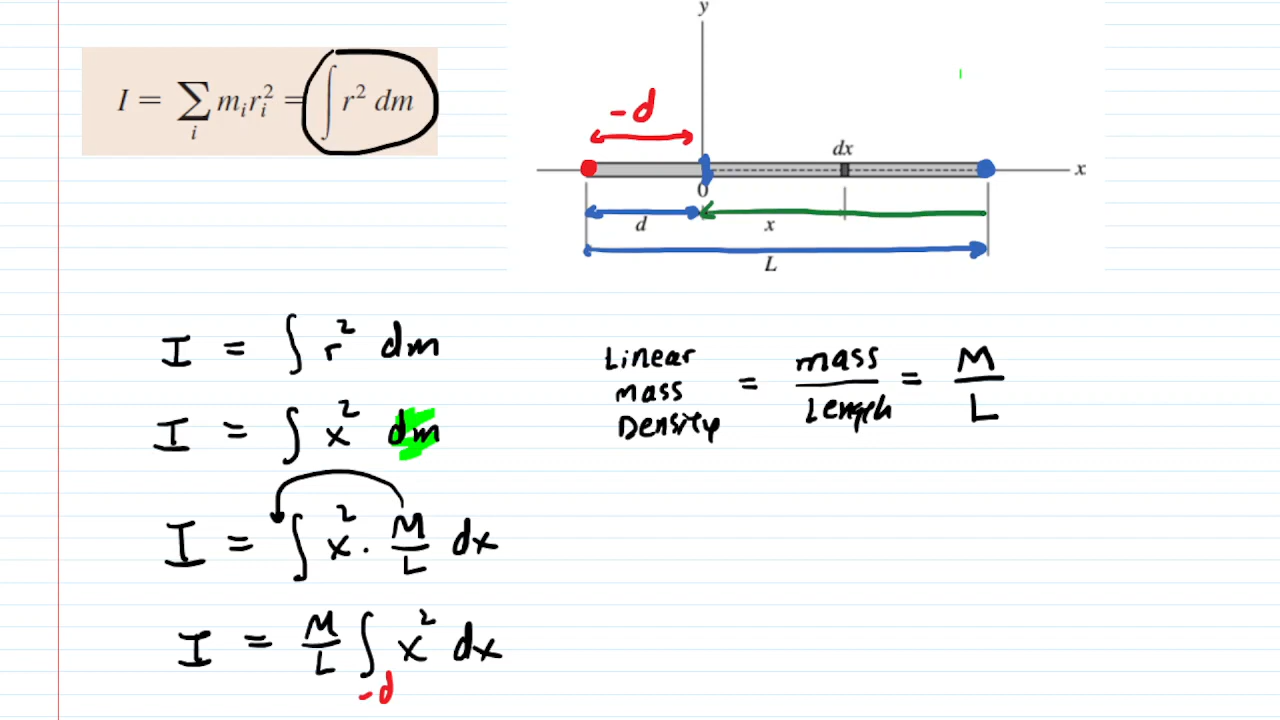 I = ∑ᵢ mᵢrᵢ² = ∫ r² dm
y
-d
dx
x
0
d
x
L
I = ∫ r² dm
Linear mass Density = mass / Length = M / L
I = ∫ x² dm
I = ∫ x² · M/L dx
I = M/L ∫ x² dx
-d